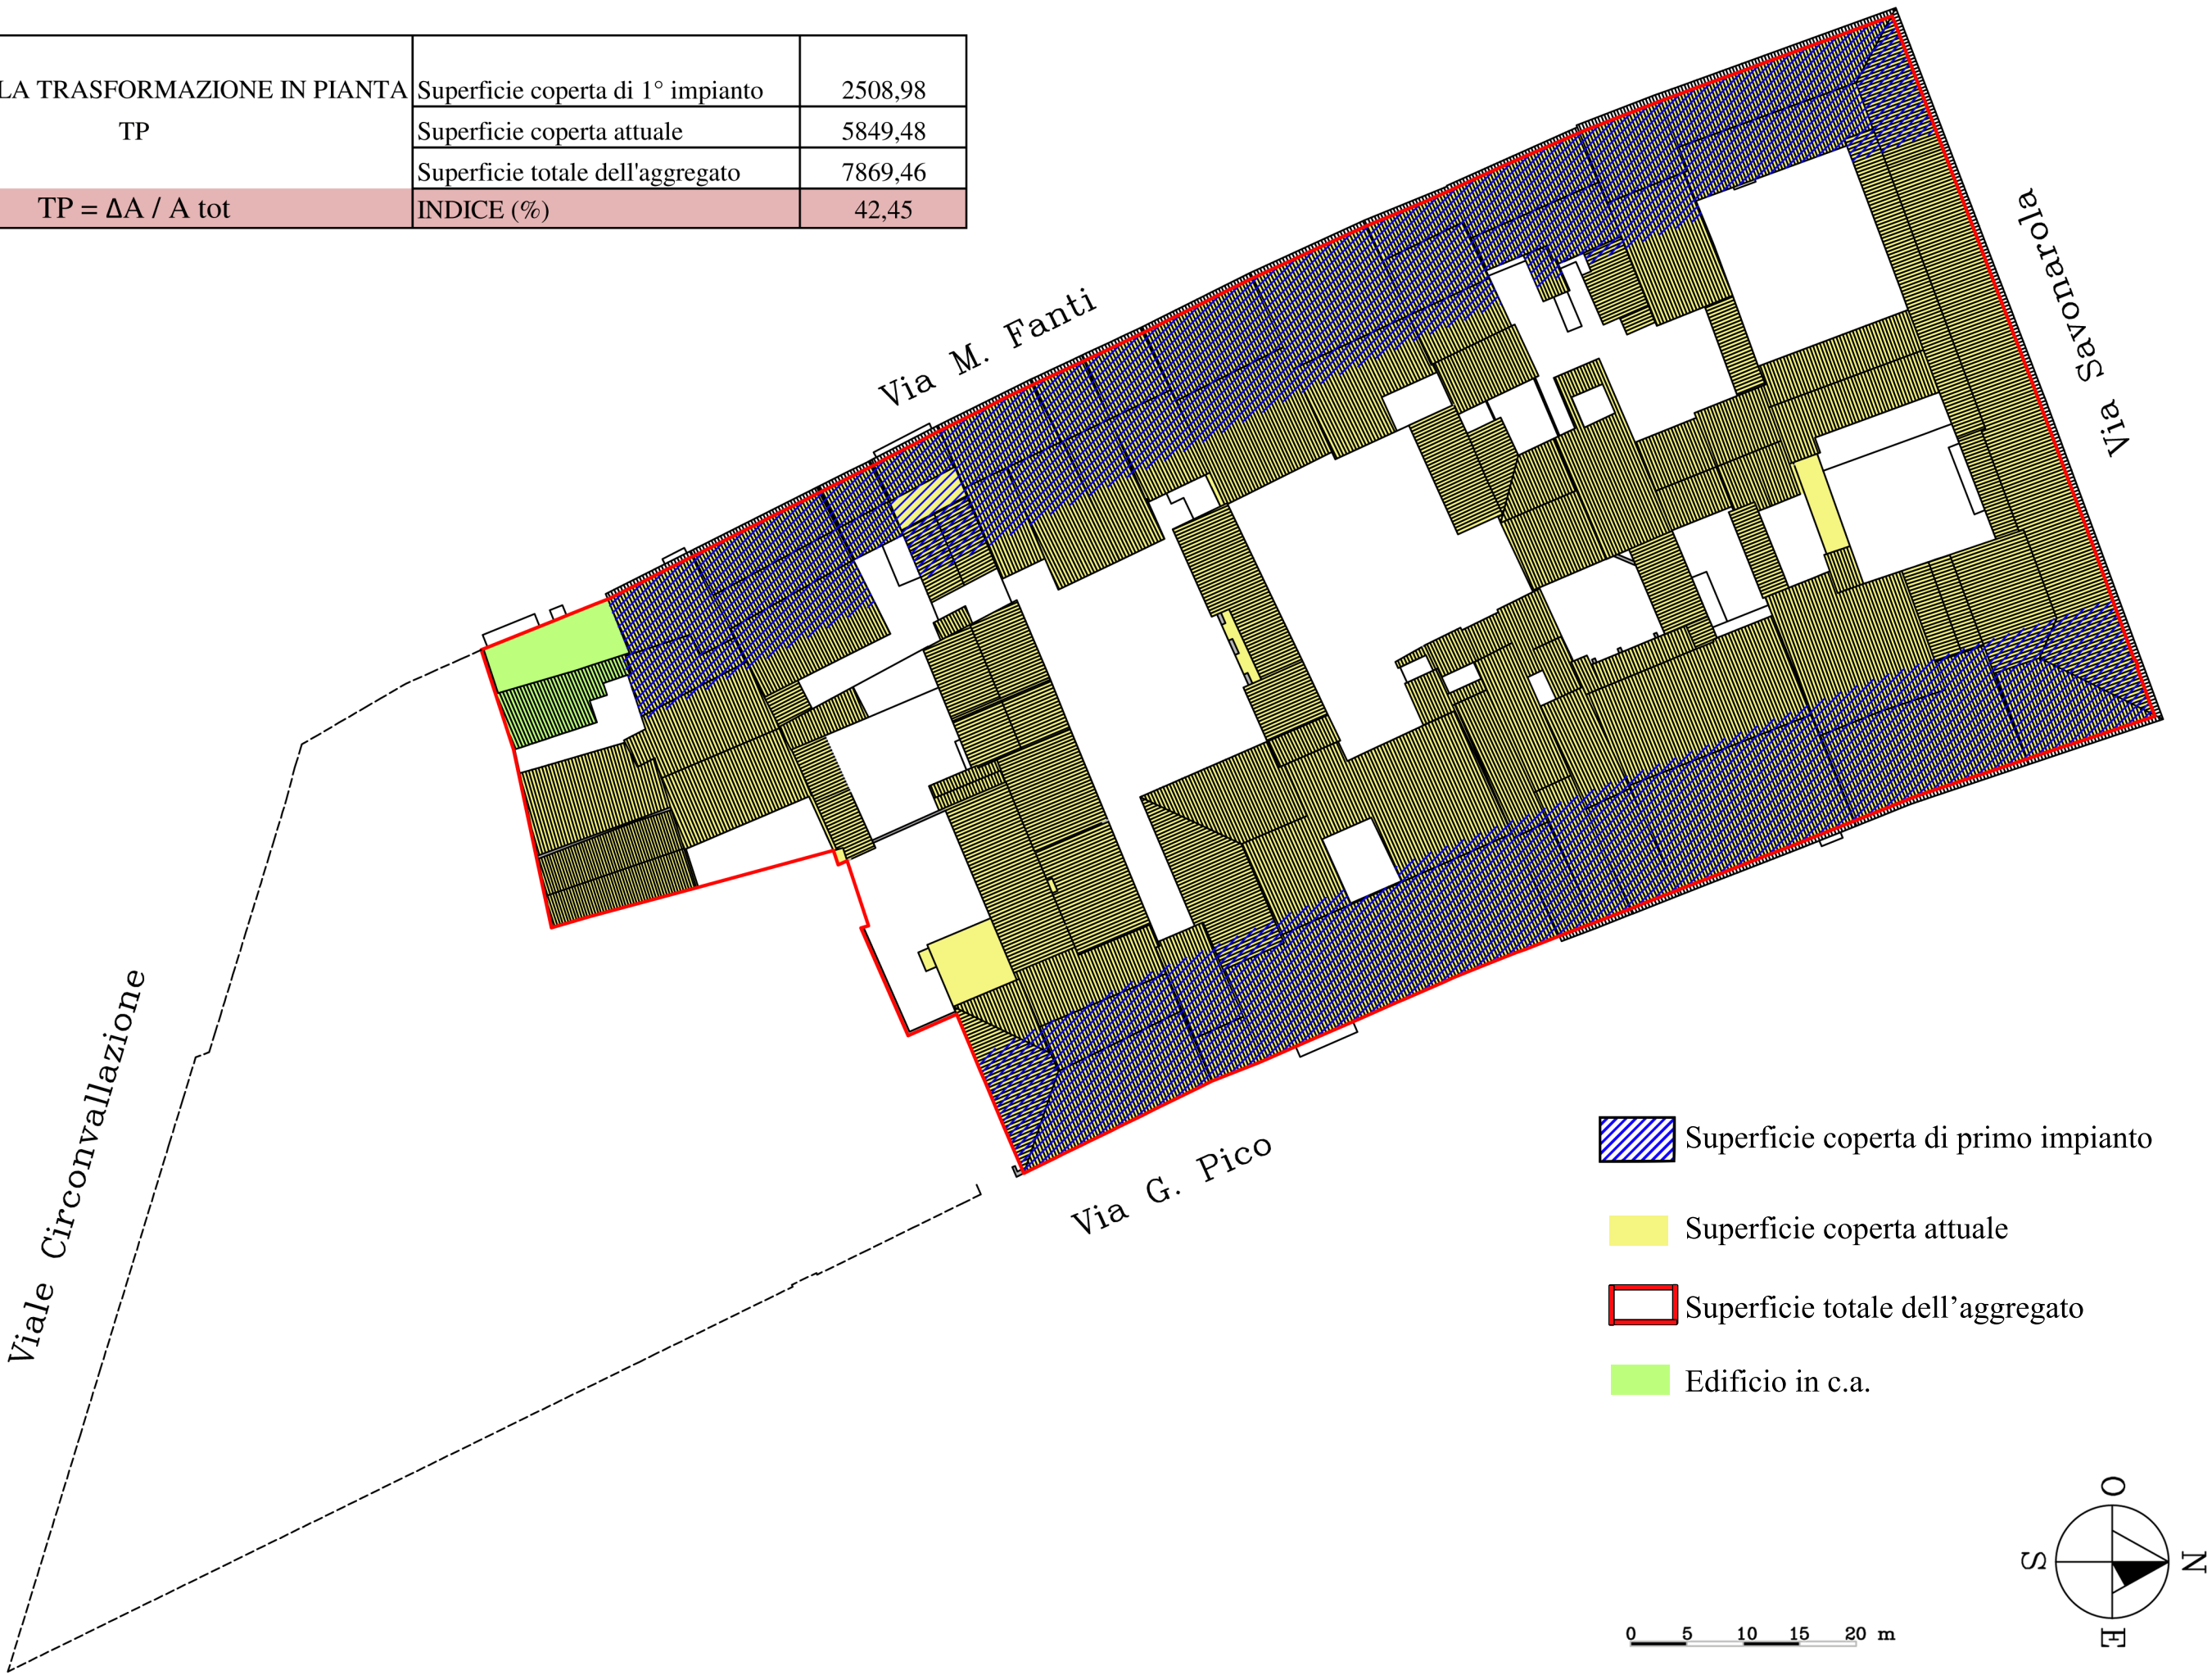 LA TRASFORMAZIONE IN PIANTA
TP
Superficie coperta di 1° impianto 2508,98
Superficie coperta attuale 5849,48
Superficie totale dell'aggregato 7869,46
TP = ΔA / A tot INDICE (%) 42,45
Via M. Fanti
Via Savonarola
Viale Circonvallazione
Via G. Pico
Superficie coperta di primo impianto
Superficie coperta attuale
Superficie totale dell’aggregato
Edificio in c.a.
O
S N
E
0 5 10 15 20 m